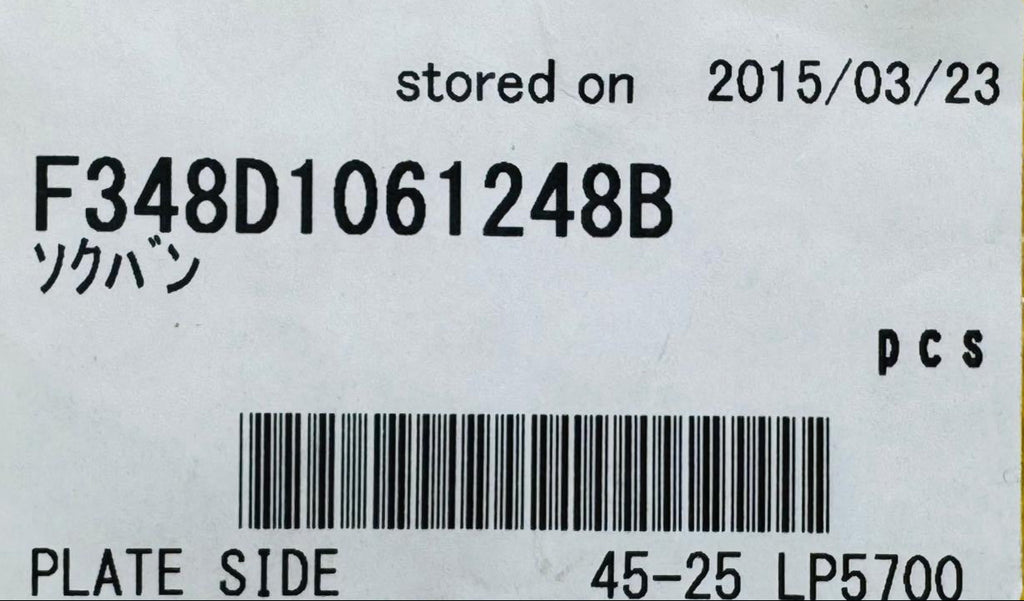 stored on 2015/03/23
F348D1061248B
ソクバン
pcs
PLATE SIDE 45-25 LP5700